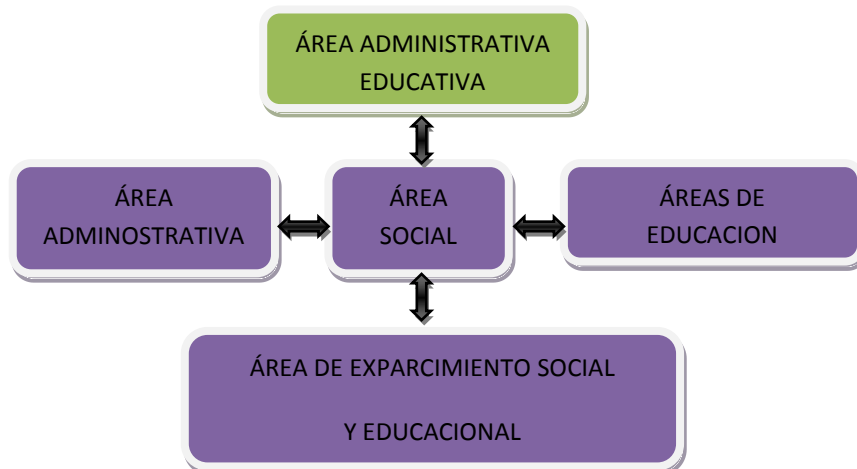 ÁREA ADMINISTRATIVA
EDUCATIVA
ÁREA
ADMINOSTRATIVA
ÁREA
SOCIAL
ÁREAS DE
EDUCACION
ÁREA DE EXPARCIMIENTO SOCIAL
Y EDUCACIONAL